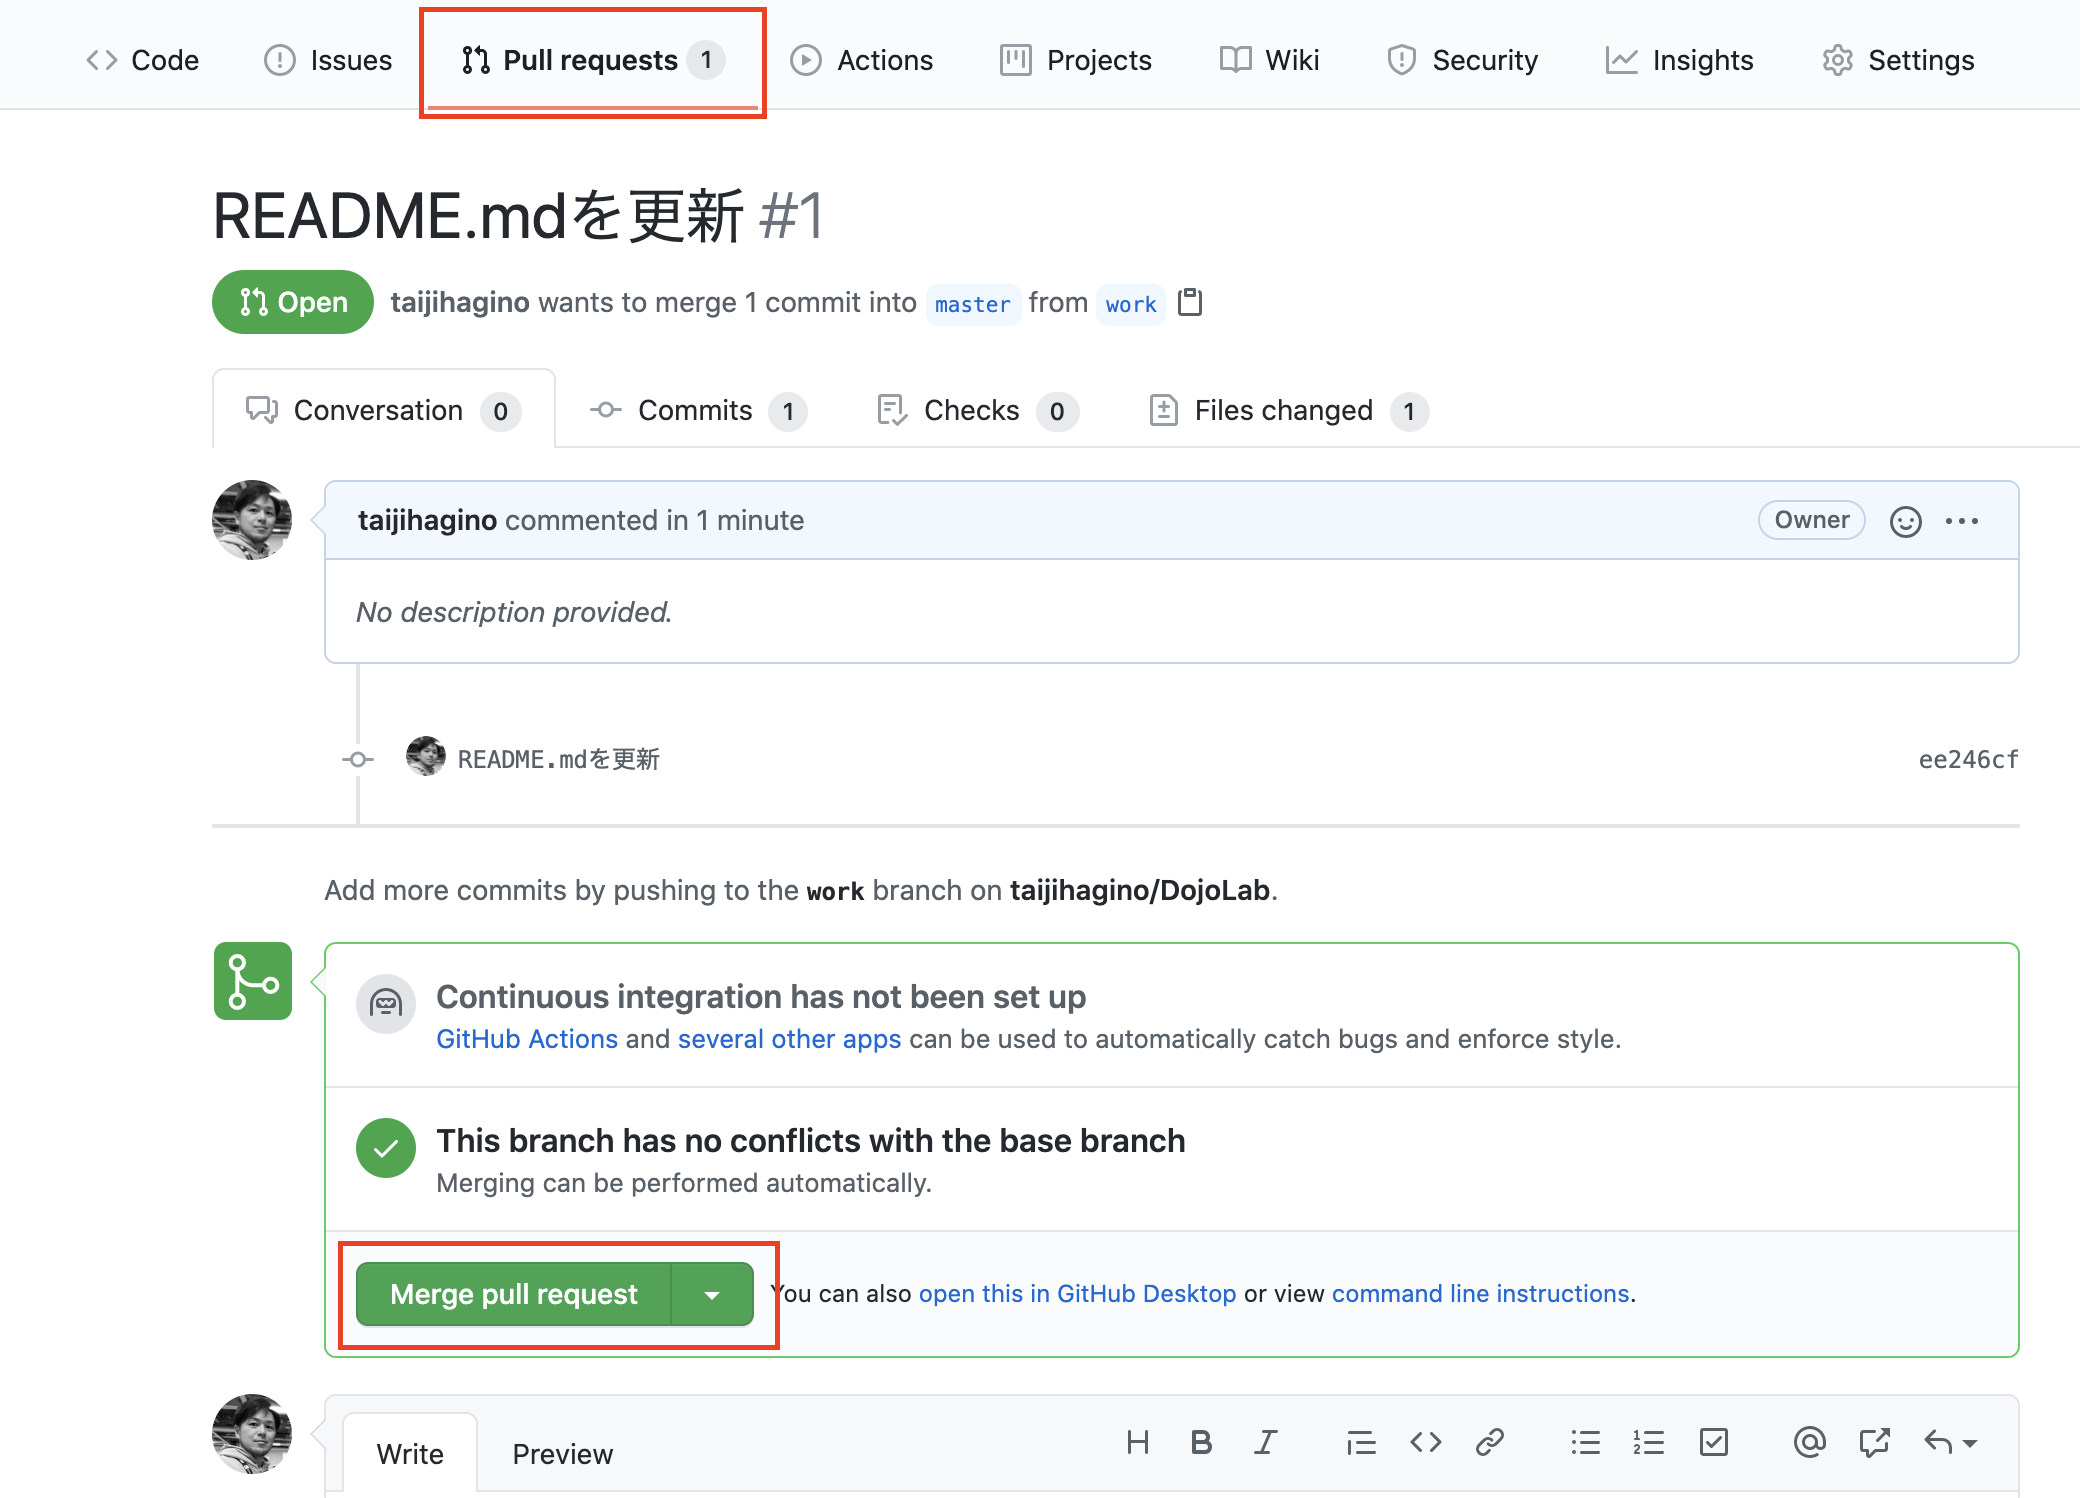 Code Issues Pull requests 1 Actions Projects Wiki Security Insights Settings
README.mdを更新 #1
Open taijihagino wants to merge 1 commit into master from work
Conversation 0 Commits 1 Checks 0 Files changed 1
taijihagino commented in 1 minute Owner
No description provided.
README.mdを更新 ee246cf
Add more commits by pushing to the work branch on taijihagino/DojoLab.
Continuous integration has not been set up
GitHub Actions and several other apps can be used to automatically catch bugs and enforce style.
This branch has no conflicts with the base branch
Merging can be performed automatically.
Merge pull request You can also open this in GitHub Desktop or view command line instructions.
Write Preview